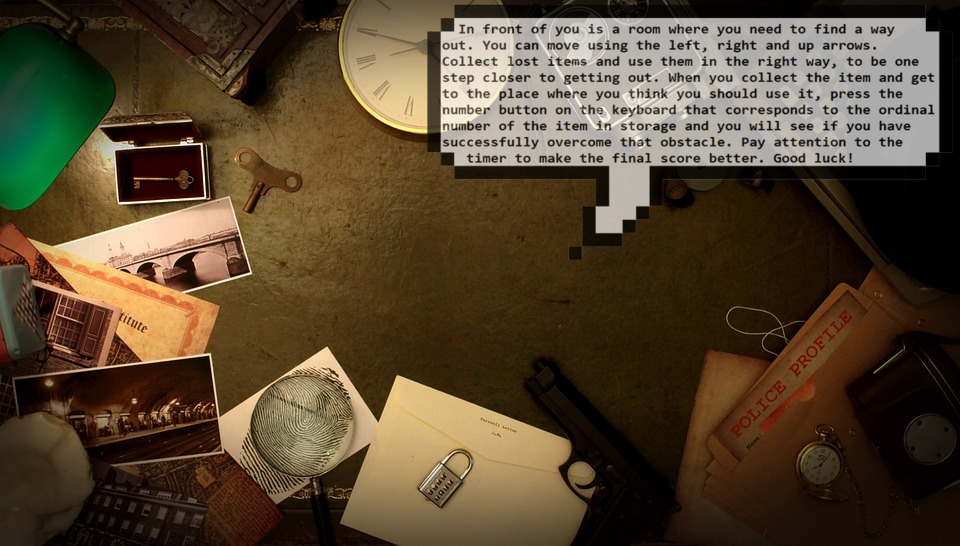 In front of you is a room where you need to find a way
out. You can move using the left, right and up arrows.
Collect lost items and use them in the right way, to be one
step closer to getting out. When you collect the item and get
to the place where you think you should use it, press the
number button on the keyboard that corresponds to the ordinal
number of the item in storage and you will see if you have
successfully overcome that obstacle. Pay attention to the
timer to make the final score better. Good luck!
titute
POLICE PROFILE
Name:
Farewell Letter